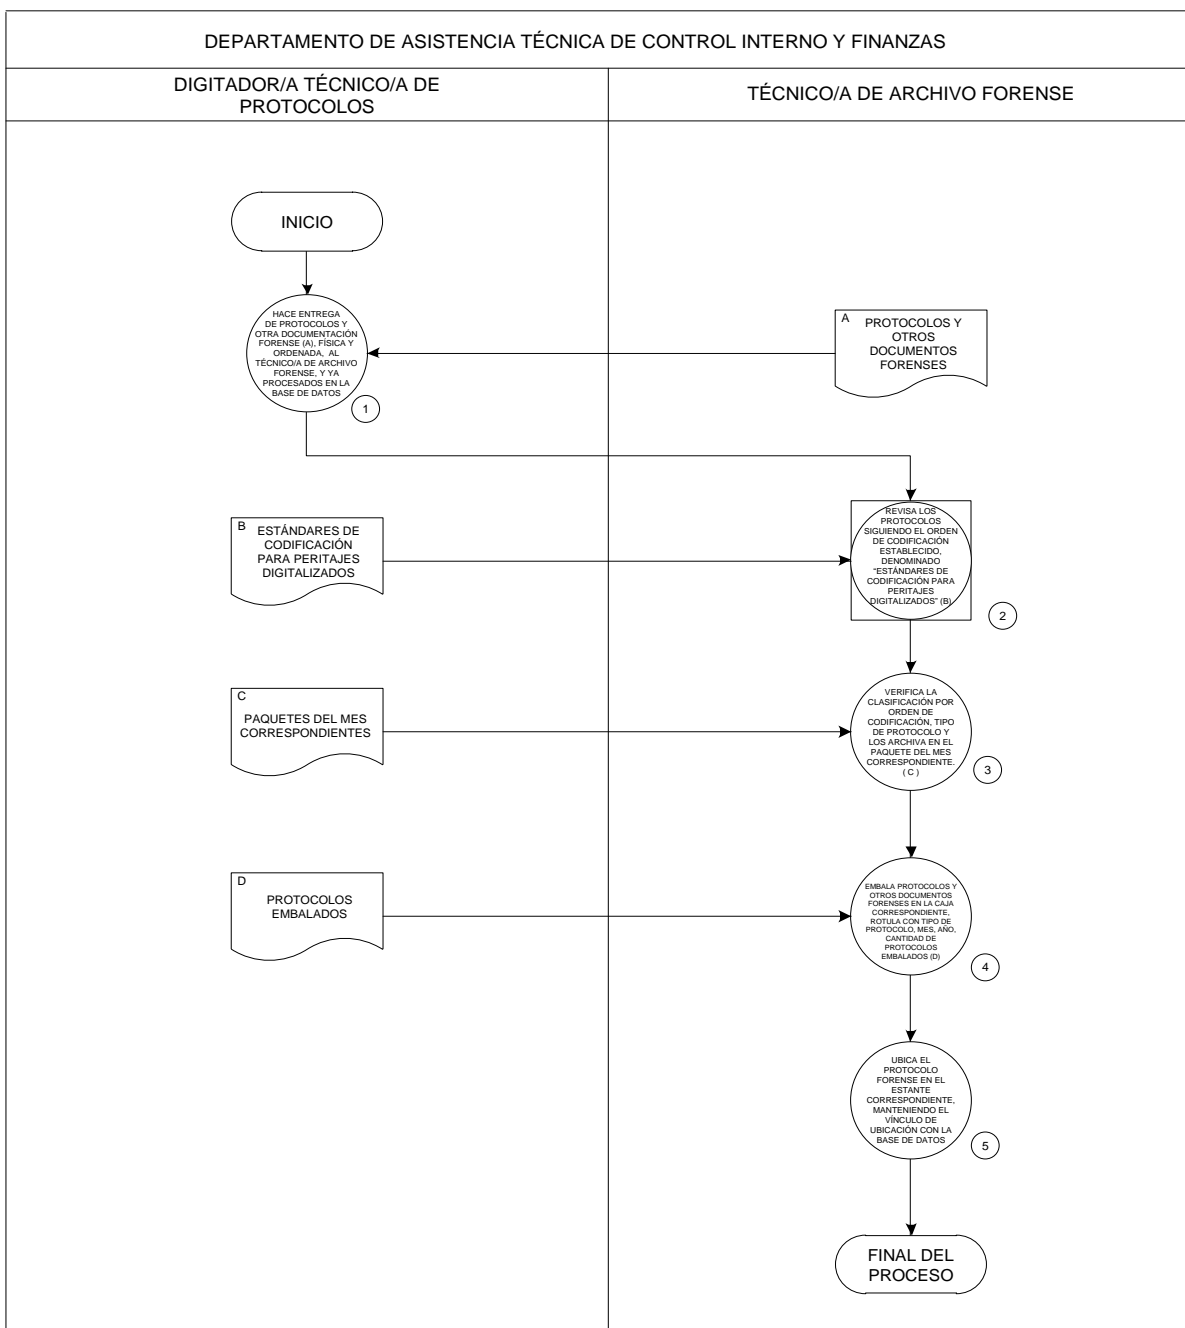 DEPARTAMENTO DE ASISTENCIA TÉCNICA DE CONTROL INTERNO Y FINANZAS
DIGITADOR/A TÉCNICO/A DE
PROTOCOLOS
TÉCNICO/A DE ARCHIVO FORENSE
INICIO
HACE ENTREGA
DE PROTOCOLOS Y
OTRA DOCUMENTACIÓN
FORENSE (A), FÍSICA Y
ORDENADA, AL
TÉCNICO/A DE ARCHIVO
FORENSE, Y YA
PROCESADOS EN LA
BASE DE DATOS
1
A
PROTOCOLOS Y
OTROS
DOCUMENTOS
FORENSES
B
ESTÁNDARES DE
CODIFICACIÓN
PARA PERITAJES
DIGITALIZADOS
REVISA LOS
PROTOCOLOS
SIGUIENDO EL ORDEN
DE CODIFICACIÓN
ESTABLECIDO,
DENOMINADO
“ESTÁNDARES DE
CODIFICACIÓN PARA
PERITAJES
DIGITALIZADOS” (B)
2
C
PAQUETES DEL MES
CORRESPONDIENTES
VERIFICA LA
CLASIFICACIÓN POR
ORDEN DE
CODIFICACIÓN, TIPO
DE PROTOCOLO Y
LOS ARCHIVA EN EL
PAQUETE DEL MES
CORRESPONDIENTE.
( C )
3
D
PROTOCOLOS
EMBALADOS
EMBALA PROTOCOLOS Y
OTROS DOCUMENTOS
FORENSES EN LA CAJA
CORRESPONDIENTE,
ROTULA CON TIPO DE
PROTOCOLO, MES, AÑO,
CANTIDAD DE
PROTOCOLOS
EMBALADOS (D)
4
UBICA EL
PROTOCOLO
FORENSE EN EL
ESTANTE
CORRESPONDIENTE,
MANTENIENDO EL
VÍNCULO DE
UBICACIÓN CON LA
BASE DE DATOS
5
FINAL DEL
PROCESO